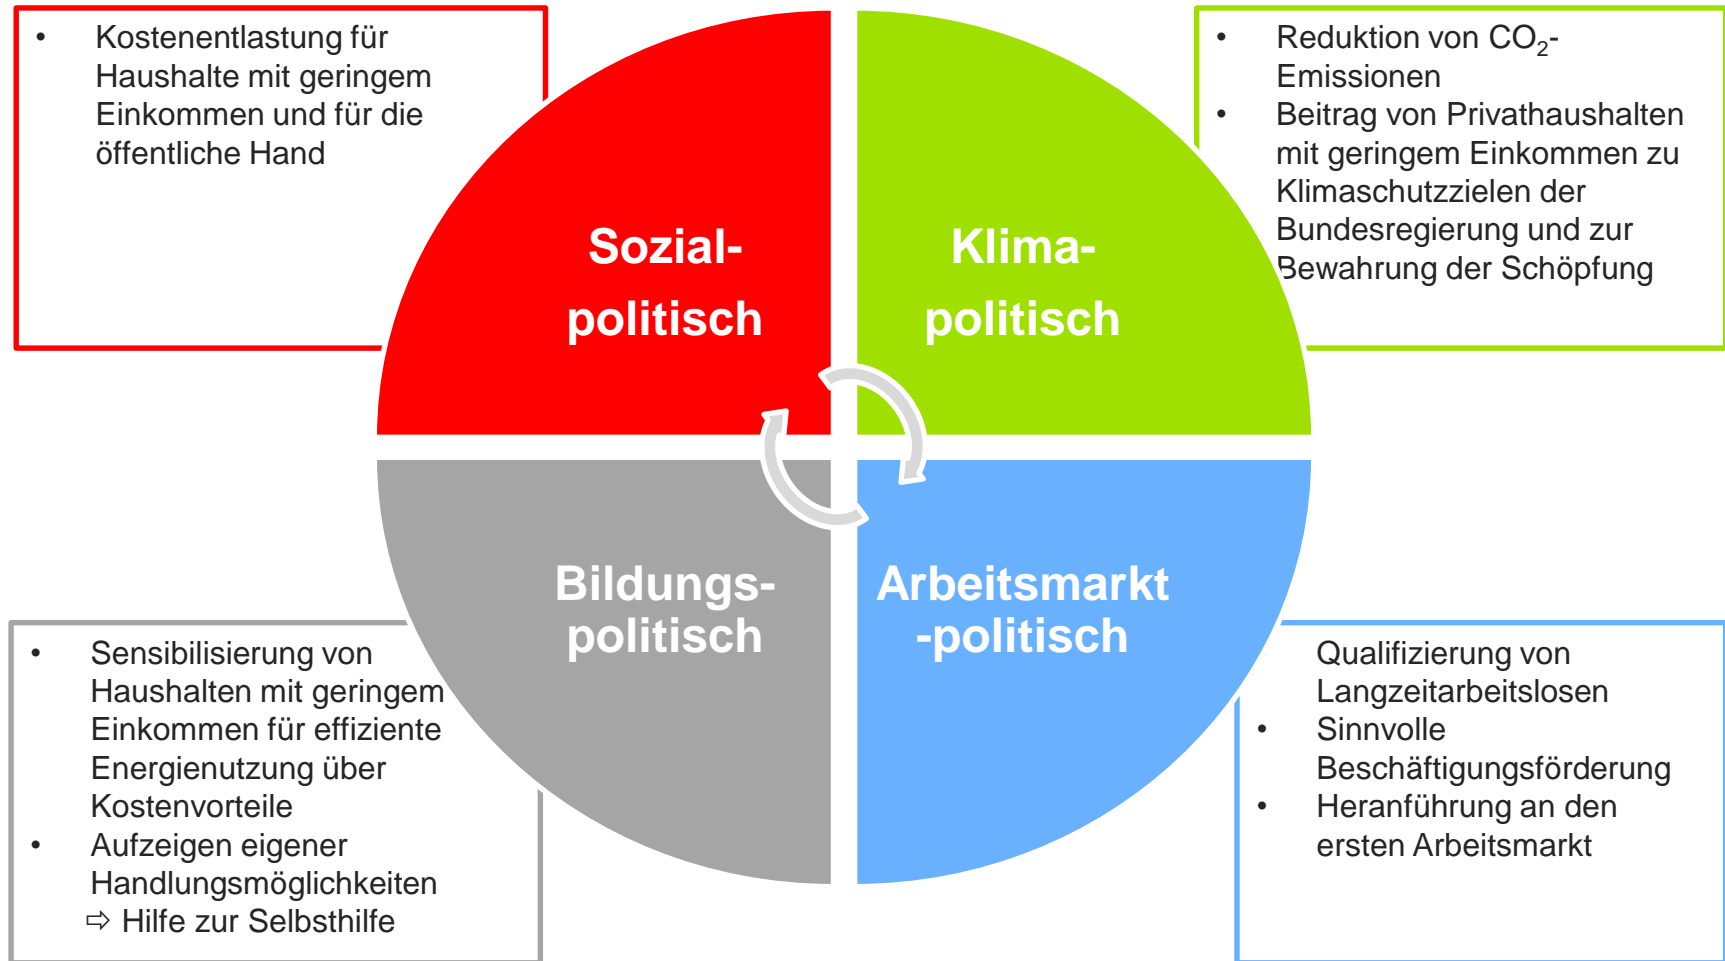 • Kostenentlastung für
Haushalte mit geringem
Einkommen und für die
öffentliche Hand
Sozial-
politisch
Klima-
politisch
• Reduktion von CO₂-
Emissionen
• Beitrag von Privathaushalten
mit geringem Einkommen zu
Klimaschutzzielen der
Bundesregierung und zur
Bewahrung der Schöpfung
Bildungs-
politisch
Arbeitsmarkt
-politisch
• Sensibilisierung von
Haushalten mit geringem
Einkommen für effiziente
Energienutzung über
Kostenvorteile
• Aufzeigen eigener
Handlungsmöglichkeiten
⇨ Hilfe zur Selbsthilfe
Qualifizierung von
Langzeitarbeitslosen
• Sinnvolle
Beschäftigungsförderung
• Heranführung an den
ersten Arbeitsmarkt